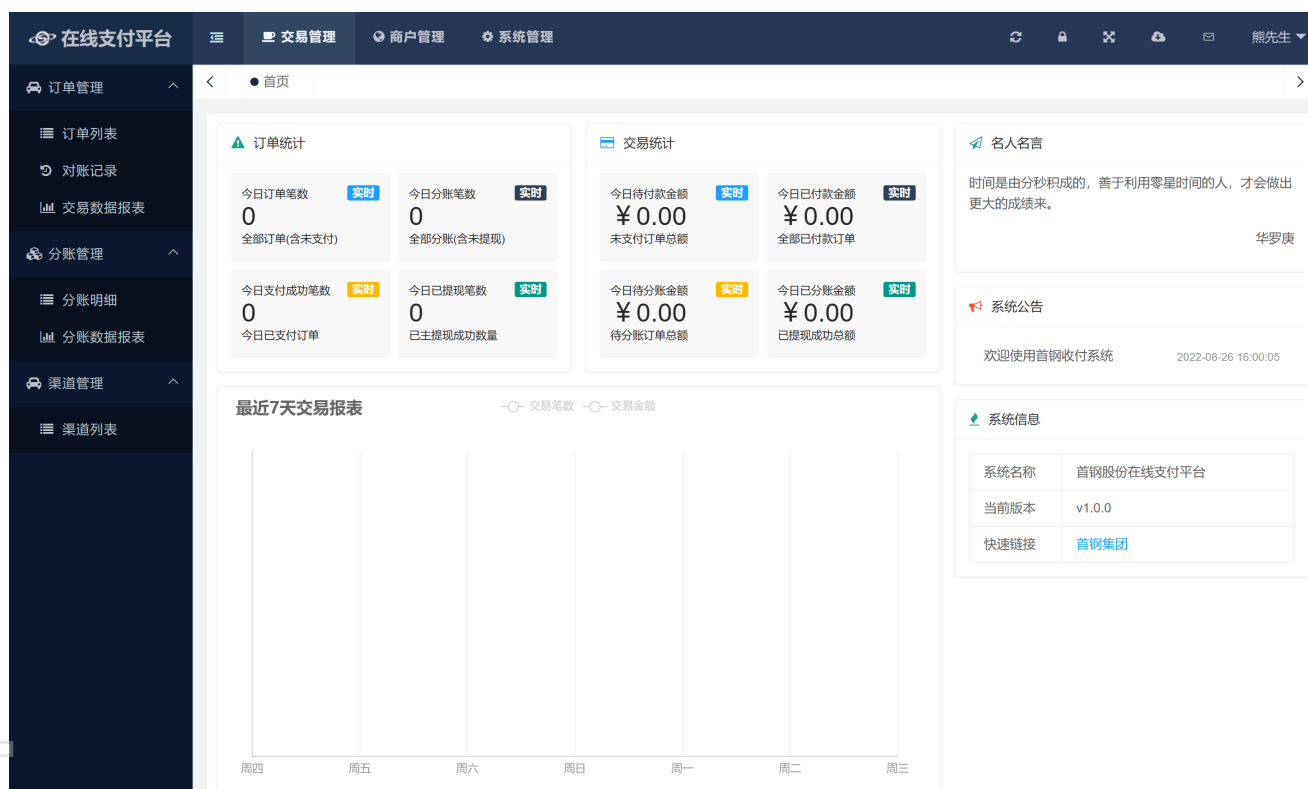 在线支付平台
交易管理
商户管理
系统管理
熊先生
订单管理
订单列表
对账记录
交易数据报表
分账管理
分账明细
分账数据报表
渠道管理
渠道列表
首页
订单统计
今日订单笔数 实时
0
全部订单(含未支付)
今日分账笔数 实时
0
全部分账(含未提现)
今日支付成功笔数 实时
0
今日已支付订单
今日已提现笔数 实时
0
已主提现成功数量
交易统计
今日待付款金额 实时
￥0.00
未支付订单总额
今日已付款金额 实时
￥0.00
全部已付款订单
今日待分账金额 实时
￥0.00
待分账订单总额
今日已分账金额 实时
￥0.00
已提现成功总额
最近7天交易报表
交易笔数 交易金额
周四 周五 周六 周日 周一 周二 周三
名人名言
时间是由分秒积成的，善于利用零星时间的人，才会做出
更大的成绩来。
华罗庚
系统公告
欢迎使用首钢收付系统 2022-08-26 16:00:05
系统信息
系统名称 首钢股份在线支付平台
当前版本 v1.0.0
快速链接 首钢集团